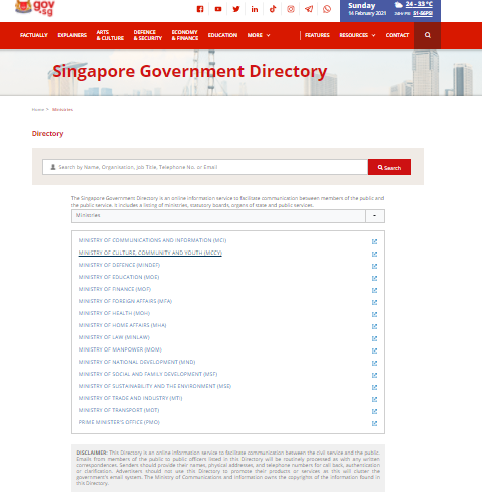 gov
.sg
Sunday
14 February 2021
24 - 33°C
51-56PSI
FACTUALLY
EXPLAINERS
ARTS
& CULTURE
DEFENCE
& SECURITY
ECONOMY
& FINANCE
EDUCATION
MORE
FEATURES
RESOURCES
CONTACT
Singapore Government Directory
Home > Ministries
Directory
Search by Name, Organisation, Job Title, Telephone No. or Email
Search
The Singapore Government Directory is an online information service to facilitate communication between members of the public and
the public service. It includes a listing of ministries, statutory boards, organs of state and public services.
Ministries
MINISTRY OF COMMUNICATIONS AND INFORMATION (MCI)
MINISTRY OF CULTURE, COMMUNITY AND YOUTH (MCCY)
MINISTRY OF DEFENCE (MINDEF)
MINISTRY OF EDUCATION (MOE)
MINISTRY OF FINANCE (MOF)
MINISTRY OF FOREIGN AFFAIRS (MFA)
MINISTRY OF HEALTH (MOH)
MINISTRY OF HOME AFFAIRS (MHA)
MINISTRY OF LAW (MINLAW)
MINISTRY OF MANPOWER (MOM)
MINISTRY OF NATIONAL DEVELOPMENT (MND)
MINISTRY OF SOCIAL AND FAMILY DEVELOPMENT (MSF)
MINISTRY OF SUSTAINABILITY AND THE ENVIRONMENT (MSE)
MINISTRY OF TRADE AND INDUSTRY (MTI)
MINISTRY OF TRANSPORT (MOT)
PRIME MINISTER'S OFFICE (PMO)
DISCLAIMER: This Directory is an online information service to facilitate communication between the civil service and the public.
Emails from members of the public to public officers listed in this Directory will be routinely processed as with any written
correspondences. Senders should provide their names, physical addresses, and telephone numbers for call back, authentication
or clarification. Advertisers should not use this Directory to promote their products or services as this will clutter the
government's email system. The Ministry of Communications and Information owns the copyrights of the information found in
this Directory.